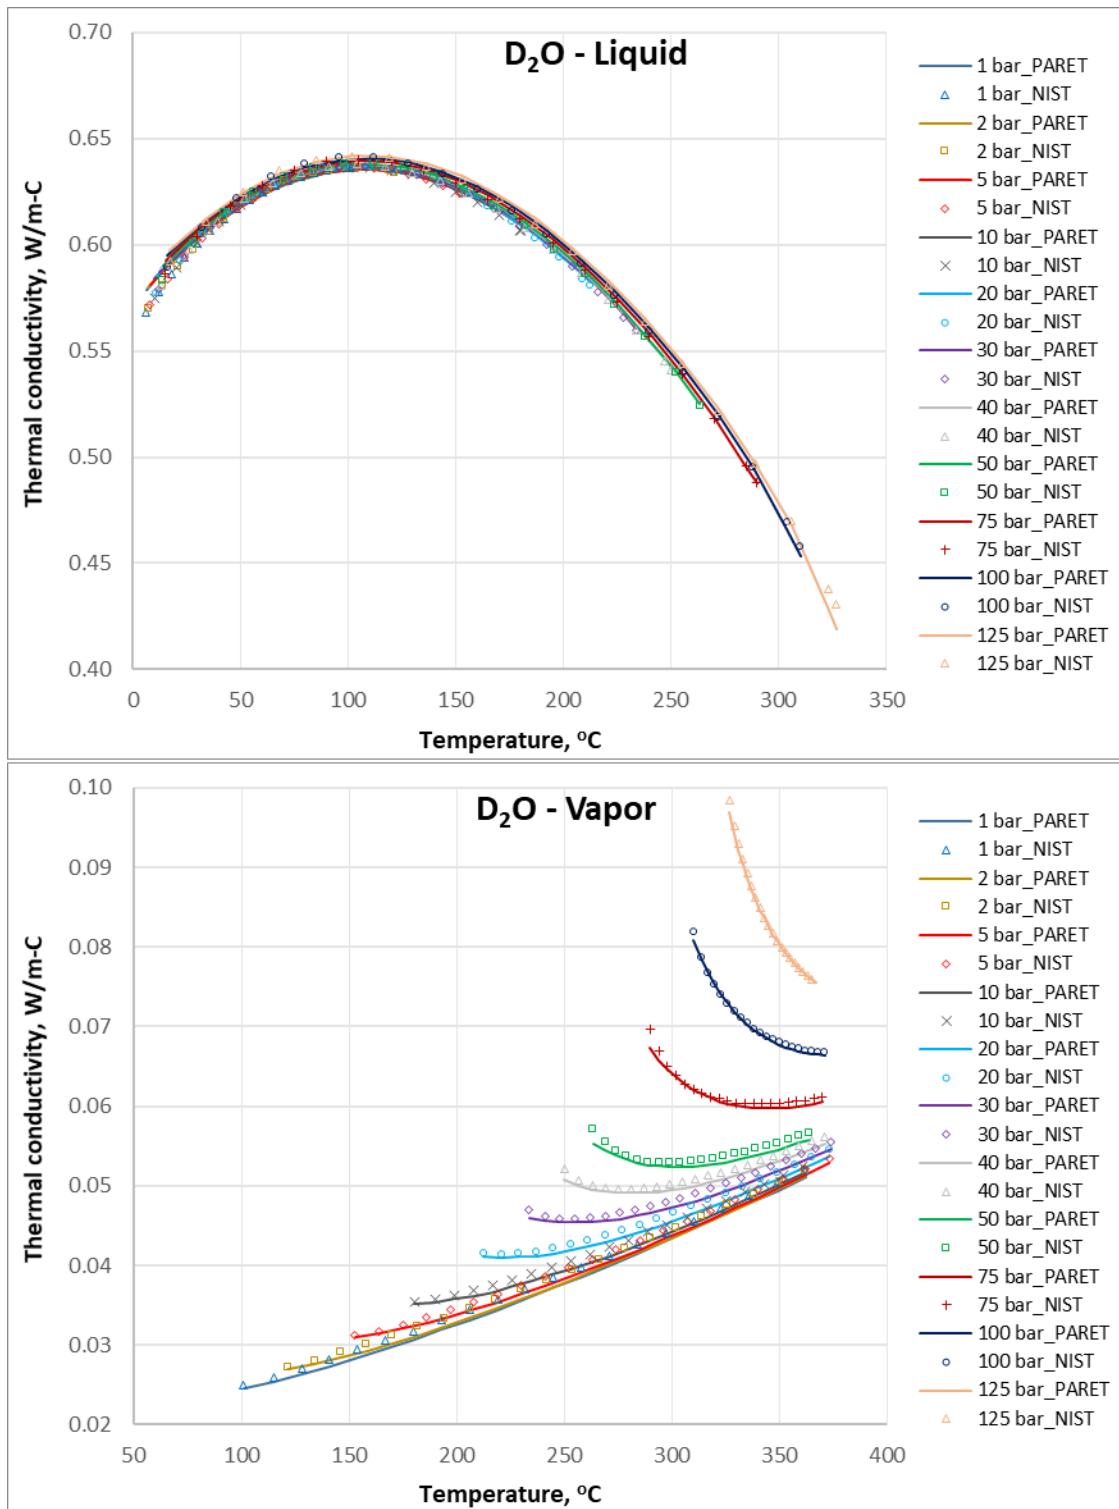 D₂O - Liquid
Thermal conductivity, W/m-C
0.70
0.65
0.60
0.55
0.50
0.45
0.40
0
50
100
150
200
250
300
350
Temperature, ºC
1 bar_PARET
1 bar_NIST
2 bar_PARET
2 bar_NIST
5 bar_PARET
5 bar_NIST
10 bar_PARET
10 bar_NIST
20 bar_PARET
20 bar_NIST
30 bar_PARET
30 bar_NIST
40 bar_PARET
40 bar_NIST
50 bar_PARET
50 bar_NIST
75 bar_PARET
75 bar_NIST
100 bar_PARET
100 bar_NIST
125 bar_PARET
125 bar_NIST
D₂O - Vapor
Thermal conductivity, W/m-C
0.10
0.09
0.08
0.07
0.06
0.05
0.04
0.03
0.02
50
100
150
200
250
300
350
400
Temperature, ºC
1 bar_PARET
1 bar_NIST
2 bar_PARET
2 bar_NIST
5 bar_PARET
5 bar_NIST
10 bar_PARET
10 bar_NIST
20 bar_PARET
20 bar_NIST
30 bar_PARET
30 bar_NIST
40 bar_PARET
40 bar_NIST
50 bar_PARET
50 bar_NIST
75 bar_PARET
75 bar_NIST
100 bar_PARET
100 bar_NIST
125 bar_PARET
125 bar_NIST